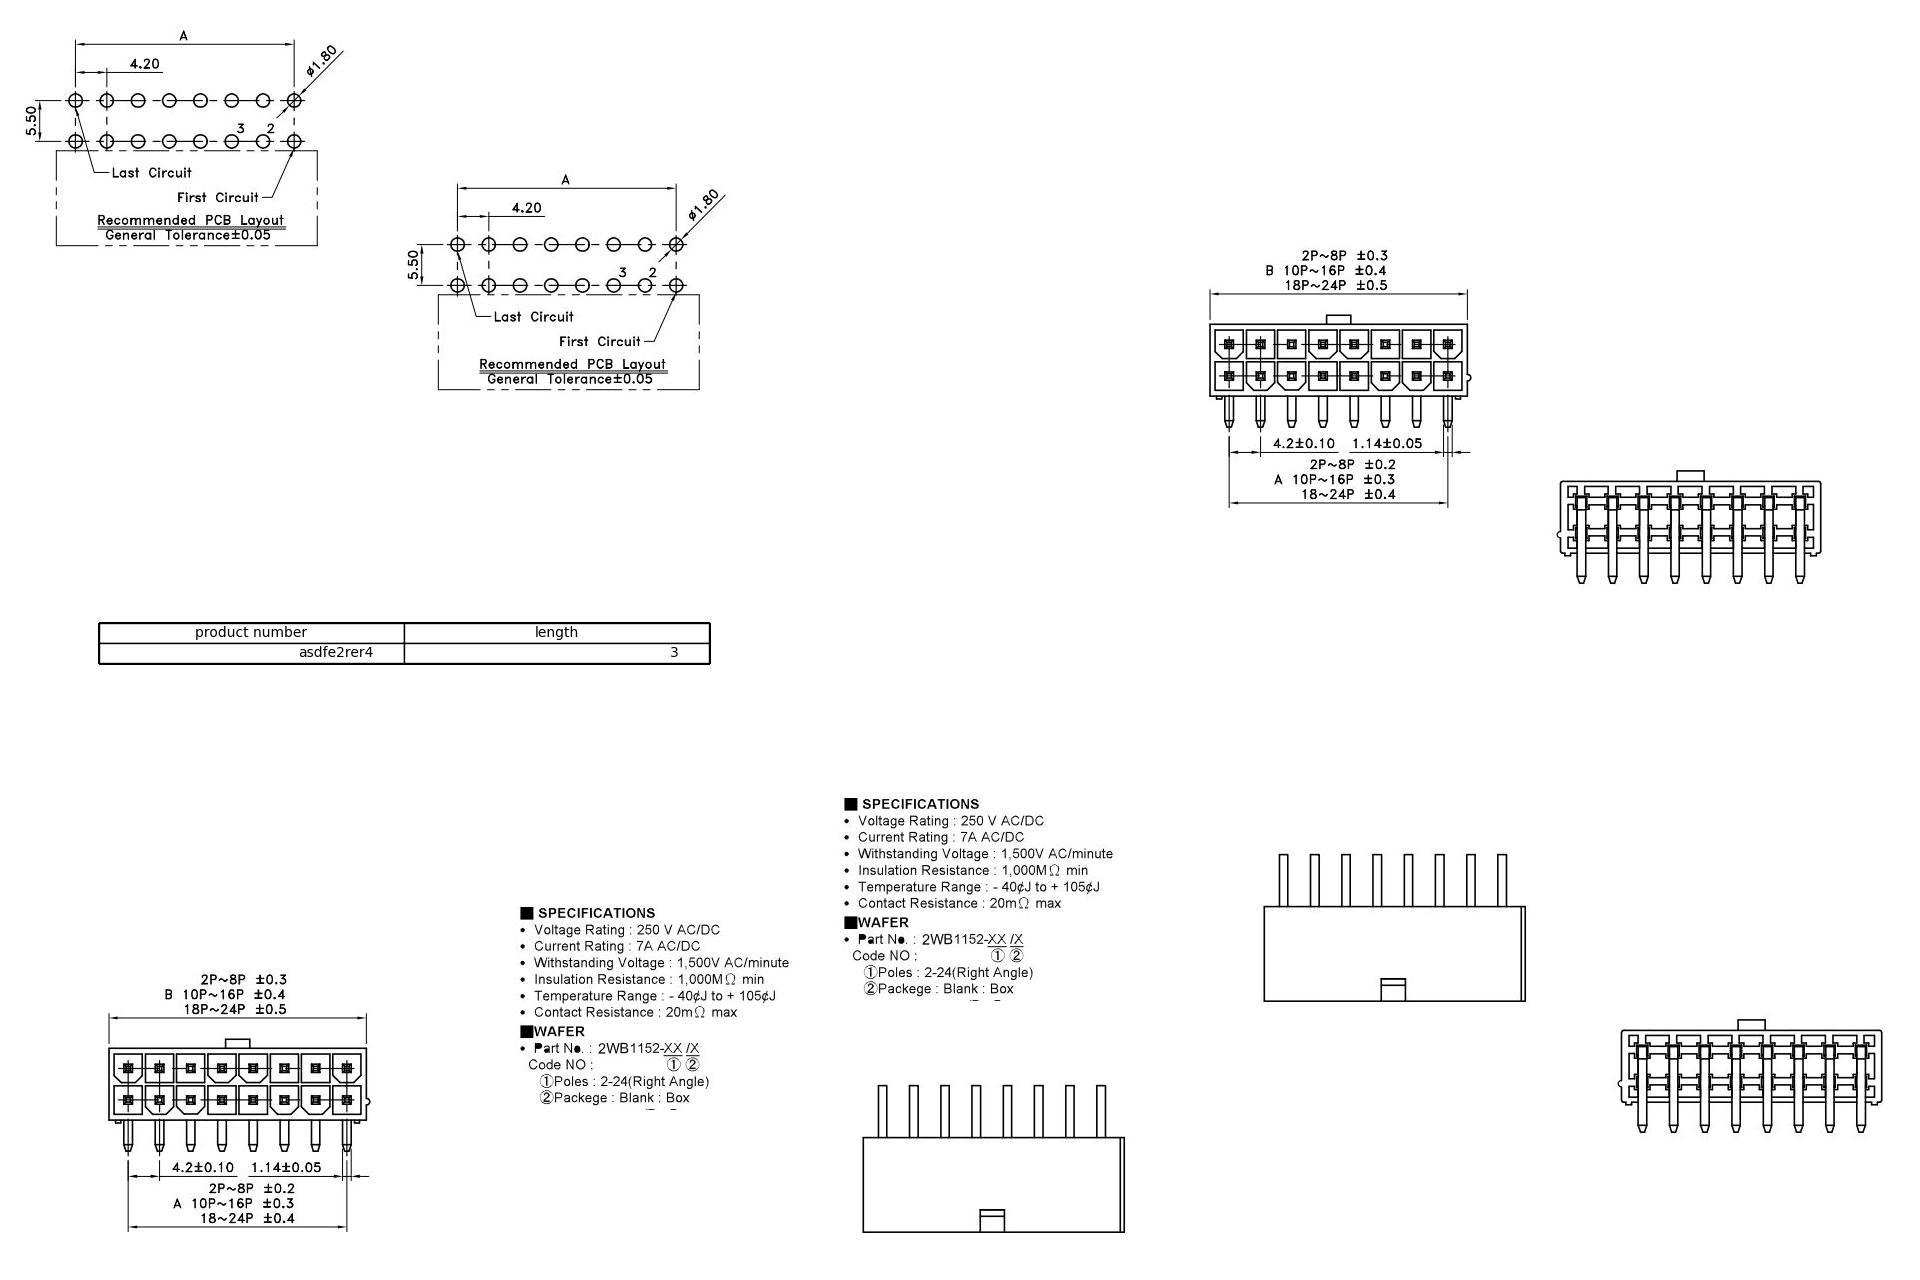 A
4.20
ø1.80
5.50
3 2
Last Circuit
First Circuit
Recommended PCB Layout
General Tolerance±0.05
A
4.20
ø1.80
5.50
3 2
Last Circuit
First Circuit
Recommended PCB Layout
General Tolerance±0.05
2P~8P ±0.3
B 10P~16P ±0.4
18P~24P ±0.5
4.2±0.10 1.14±0.05
2P~8P ±0.2
A 10P~16P ±0.3
18~24P ±0.4
product number length
asdfe2rer4 3
■ SPECIFICATIONS
• Voltage Rating : 250 V AC/DC
• Current Rating : 7A AC/DC
• Withstanding Voltage : 1,500V AC/minute
• Insulation Resistance : 1,000MΩ min
• Temperature Range : - 40¢J to + 105¢J
• Contact Resistance : 20mΩ max
■WAFER
• Part No. : 2WB1152-XX /X
Code NO : ① ②
①Poles : 2-24(Right Angle)
②Packege : Blank : Box
■ SPECIFICATIONS
• Voltage Rating : 250 V AC/DC
• Current Rating : 7A AC/DC
• Withstanding Voltage : 1,500V AC/minute
• Insulation Resistance : 1,000MΩ min
• Temperature Range : - 40¢J to + 105¢J
• Contact Resistance : 20mΩ max
■WAFER
• Part No. : 2WB1152-XX /X
Code NO : ① ②
①Poles : 2-24(Right Angle)
②Packege : Blank : Box
2P~8P ±0.3
B 10P~16P ±0.4
18P~24P ±0.5
4.2±0.10 1.14±0.05
2P~8P ±0.2
A 10P~16P ±0.3
18~24P ±0.4